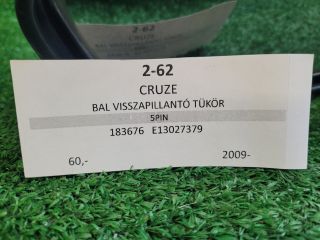 2-62
CRUZE
BAL VISSZAPILLANTÓ TÜKÖR
5PIN
183676 E13027379
60,- 2009-